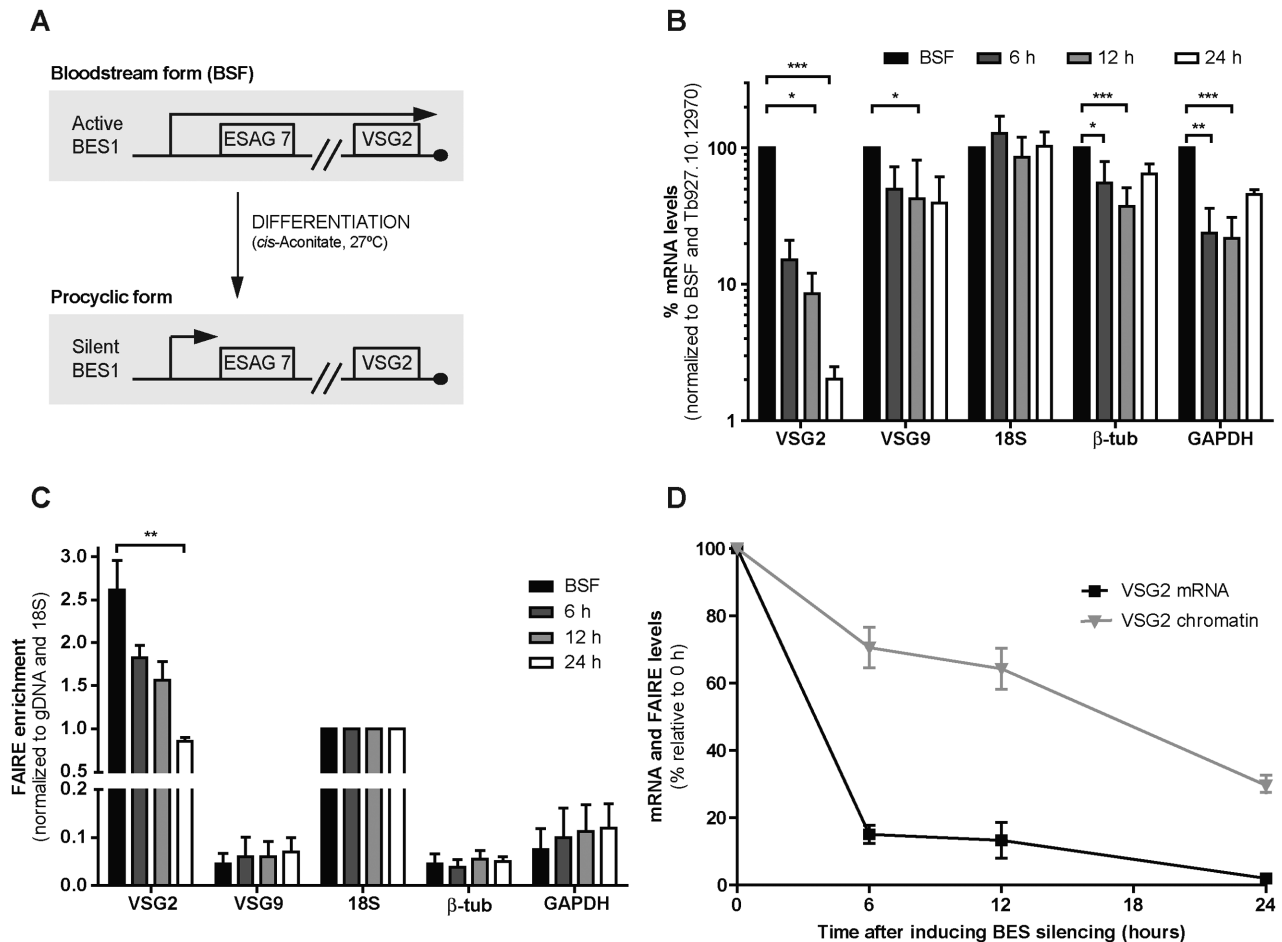 A
Bloodstream form (BSF)
Active
BES1
ESAG 7
VSG2
DIFFERENTIATION
(cis-Aconitate, 27ºC)
Procyclic form
Silent
BES1
ESAG 7
VSG2
B
BSF 6 h 12 h 24 h
***
*
*
***
*
***
**
% mRNA levels
(normalized to BSF and Tb927.10.12970)
100
10
1
VSG2 VSG9 18S β-tub GAPDH
C
**
BSF
6 h
12 h
24 h
FAIRE enrichment
(normalized to gDNA and 18S)
3.0
2.5
2.0
1.5
1.0
0.5
0.2
0.1
0.0
VSG2 VSG9 18S β-tub GAPDH
D
VSG2 mRNA
VSG2 chromatin
mRNA and FAIRE levels
(% relative to 0 h)
100
80
60
40
20
0
0 6 12 18 24
Time after inducing BES silencing (hours)